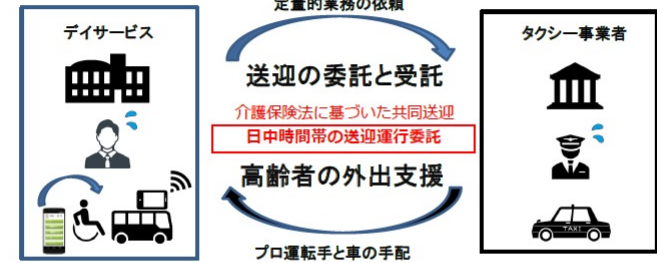 定量的業務の依頼
デイサービス
タクシー事業者
送迎の委託と受託
介護保険法に基づいた共同送迎
日中時間帯の送迎運行委託
高齢者の外出支援
TAXI
プロ運転手と車の手配